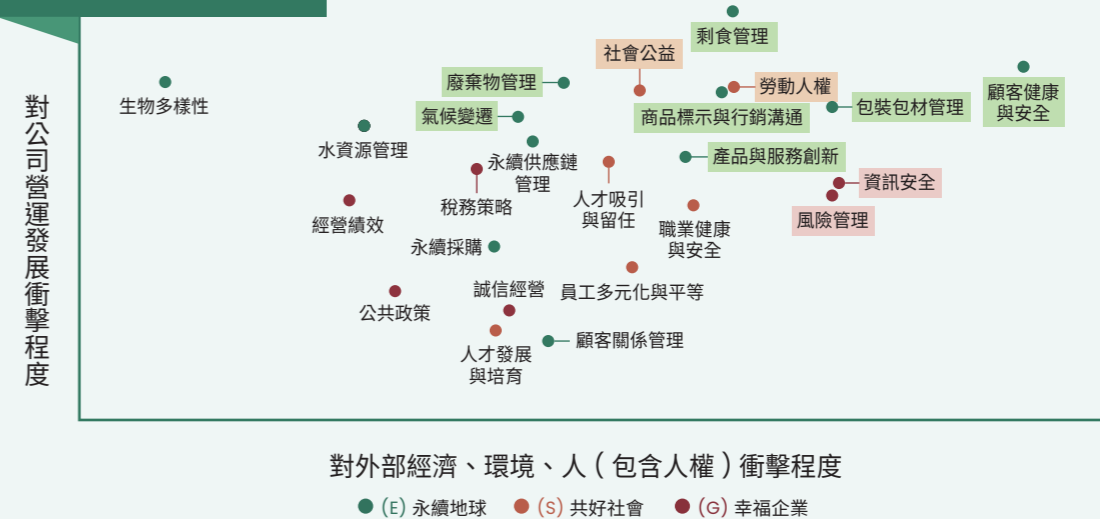 對公司營運發展衝擊程度
剩食管理
社會公益
廢棄物管理
勞動人權
顧客健康
與安全
生物多樣性
氣候變遷
商品標示與行銷溝通
包裝包材管理
水資源管理
永續供應鏈
管理
產品與服務創新
稅務策略
人才吸引
與留任
資訊安全
經營績效
風險管理
職業健康
與安全
永續採購
誠信經營
員工多元化與平等
公共政策
顧客關係管理
人才發展
與培育
對外部經濟、環境、人(包含人權)衝擊程度
(E) 永續地球
(S) 共好社會
(G) 幸福企業